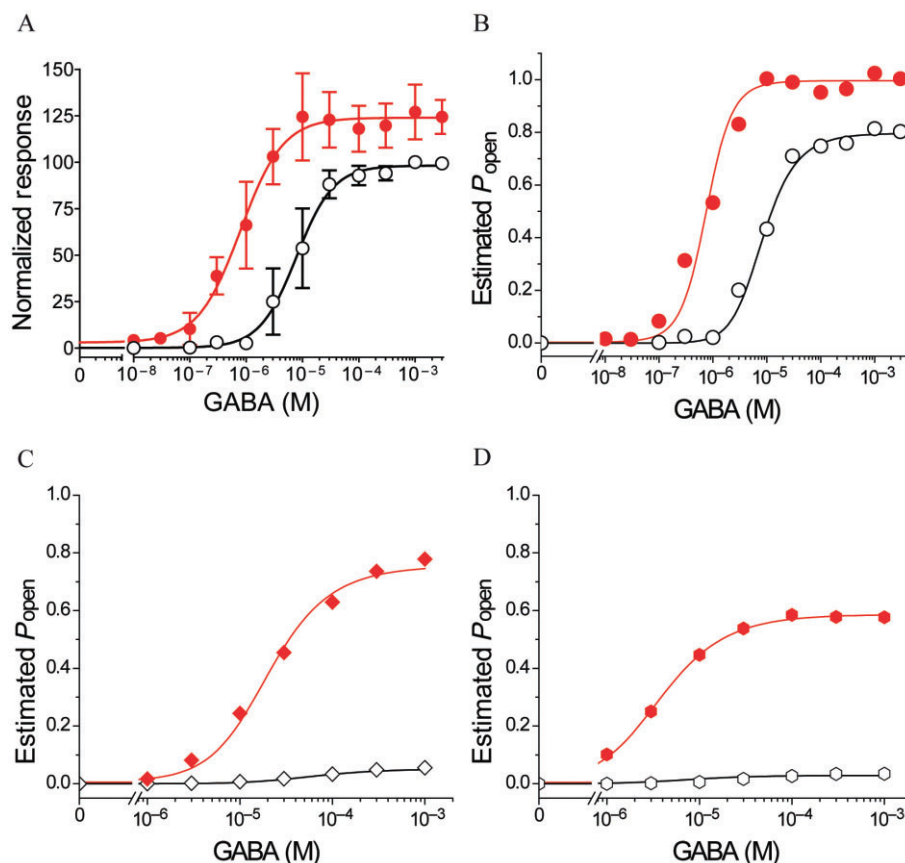 A
Normalized response
150
125
100
75
50
25
0
0 10⁻⁸ 10⁻⁷ 10⁻⁶ 10⁻⁵ 10⁻⁴ 10⁻³
GABA (M)
B
Estimated Popen
1.0
0.8
0.6
0.4
0.2
0.0
0 10⁻⁸ 10⁻⁷ 10⁻⁶ 10⁻⁵ 10⁻⁴ 10⁻³
GABA (M)
C
Estimated Popen
1.0
0.8
0.6
0.4
0.2
0.0
0 10⁻⁶ 10⁻⁵ 10⁻⁴ 10⁻³
GABA (M)
D
Estimated Popen
1.0
0.8
0.6
0.4
0.2
0.0
0 10⁻⁶ 10⁻⁵ 10⁻⁴ 10⁻³
GABA (M)